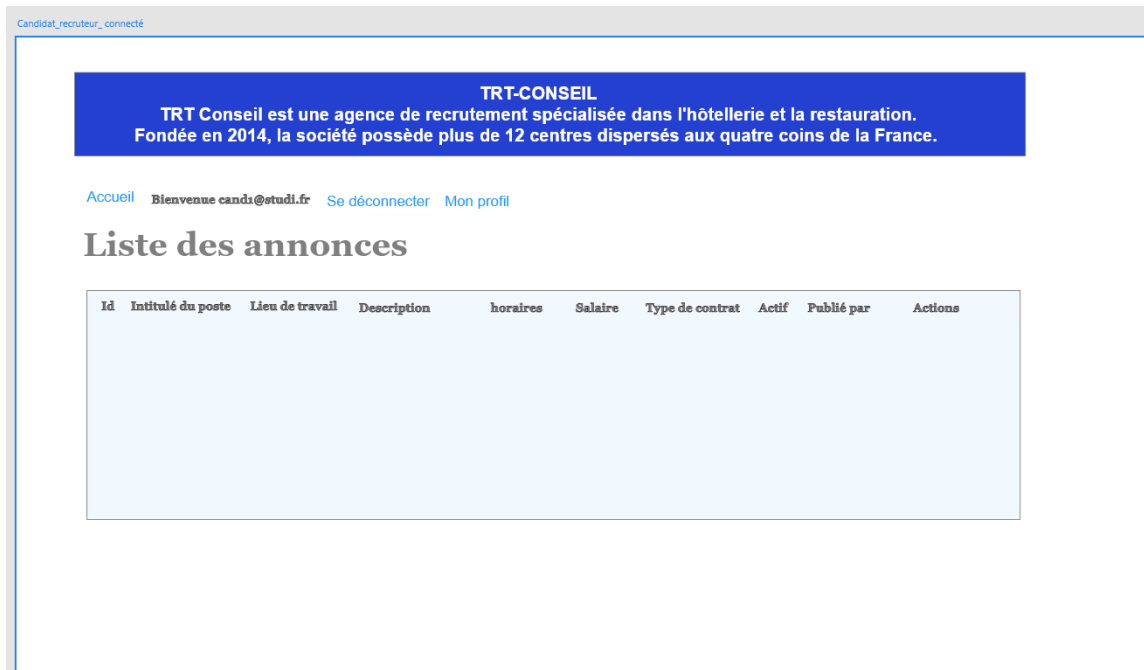 Candidat_recruteur_ connecté
TRT-CONSEIL
TRT Conseil est une agence de recrutement spécialisée dans l'hôtellerie et la restauration.
Fondée en 2014, la société possède plus de 12 centres dispersés aux quatre coins de la France.
Accueil Bienvenue cand1@studi.fr Se déconnecter Mon profil
Liste des annonces
Id Intitulé du poste Lieu de travail Description horaires Salaire Type de contrat Actif Publié par Actions